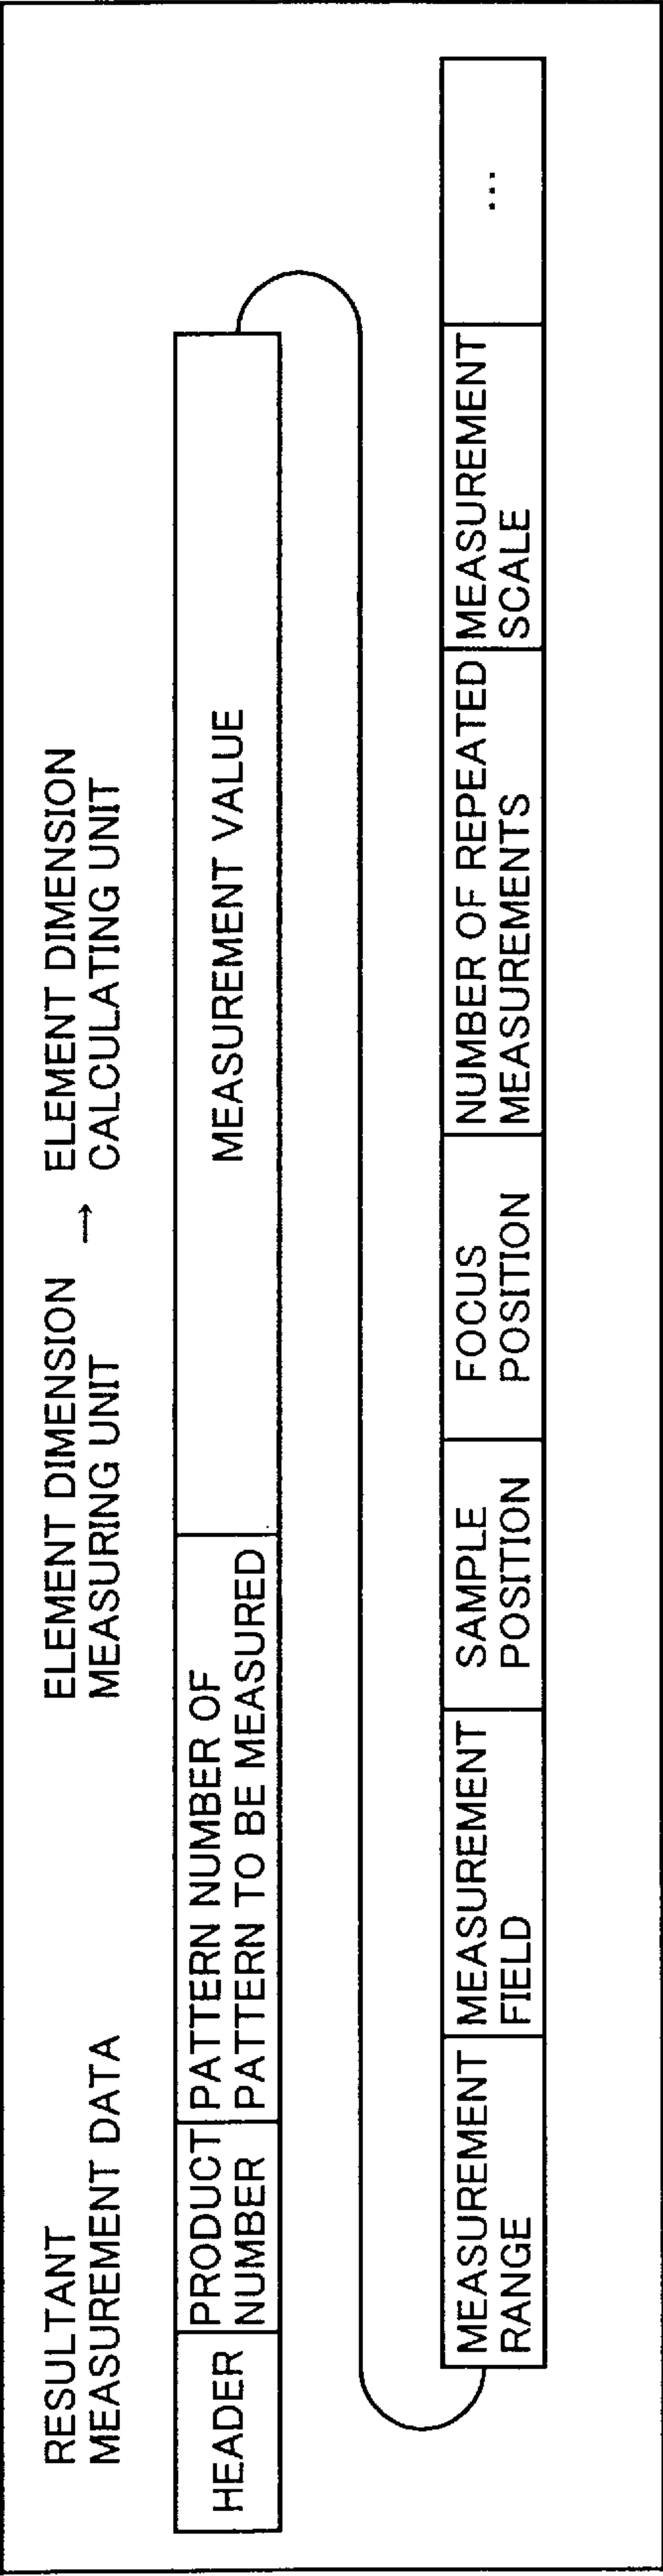 RESULTANT
MEASUREMENT DATA
ELEMENT DIMENSION
MEASURING UNIT
→
ELEMENT DIMENSION
CALCULATING UNIT
HEADER
PRODUCT
NUMBER
PATTERN NUMBER OF
PATTERN TO BE MEASURED
MEASUREMENT VALUE
MEASUREMENT
RANGE
MEASUREMENT
FIELD
SAMPLE
POSITION
FOCUS
POSITION
NUMBER OF REPEATED
MEASUREMENTS
MEASUREMENT
SCALE
...